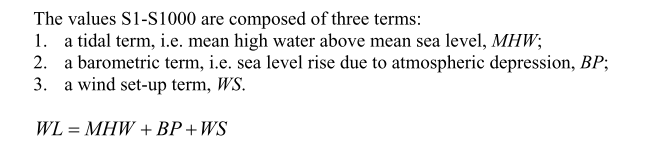 The values S1-S1000 are composed of three terms:
1. a tidal term, i.e. mean high water above mean sea level, MHW;
2. a barometric term, i.e. sea level rise due to atmospheric depression, BP;
3. a wind set-up term, WS.
WL = MHW + BP + WS